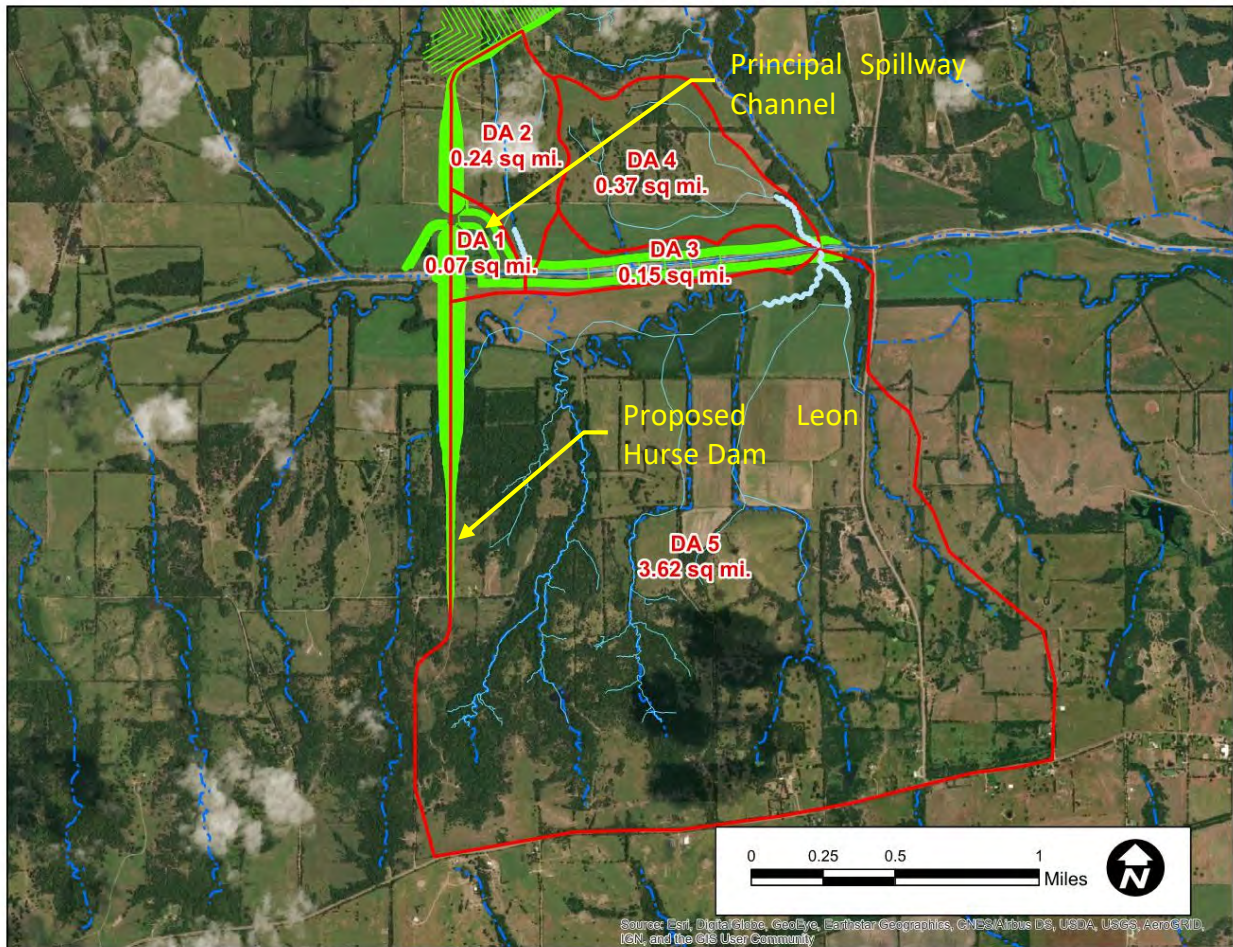 Principal Spillway
Channel
DA 2
0.24 sq mi.
DA 4
0.37 sq mi.
DA 1
0.07 sq mi.
DA 3
0.15 sq mi.
Proposed Leon
Hurse Dam
DA 5
3.62 sq mi.
0 0.25 0.5 1
Miles
N
Source: Esri, DigitalGlobe, GeoEye, Earthstar Geographics, CNES/Airbus DS, USDA, USGS, AeroGRID,
IGN, and the GIS User Community